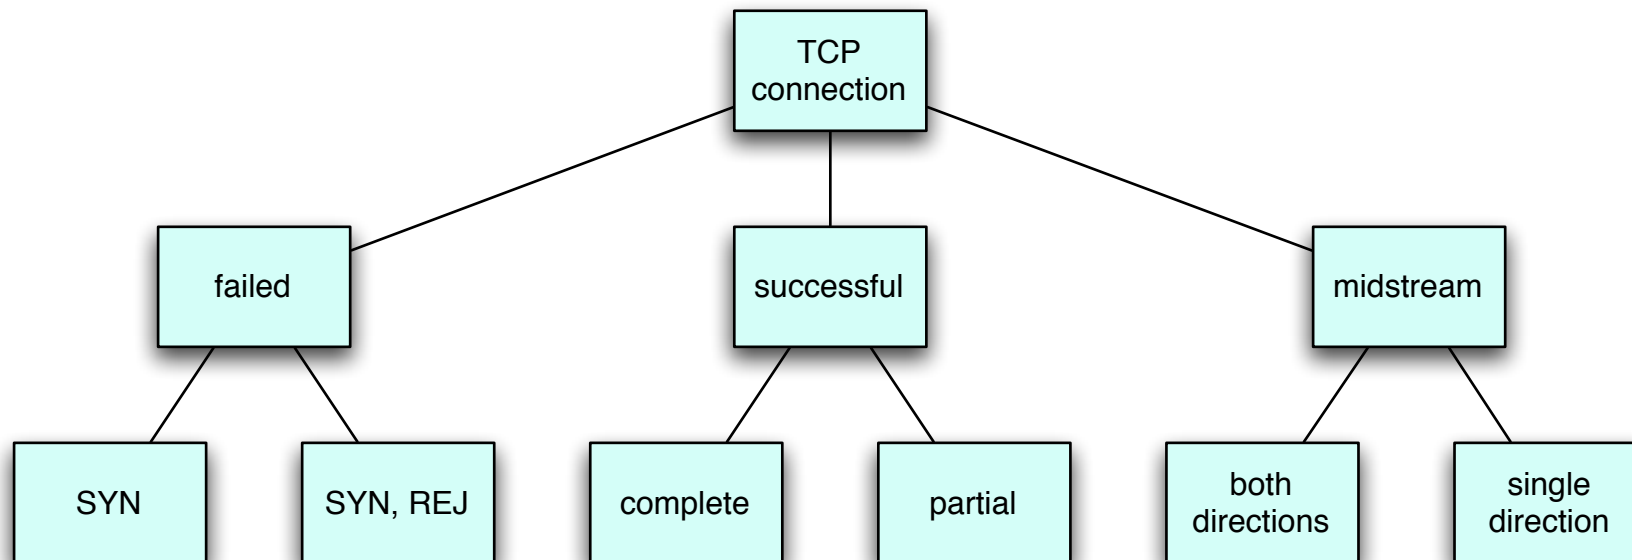 TCP
connection
failed
successful
midstream
SYN
SYN, REJ
complete
partial
both
directions
single
direction